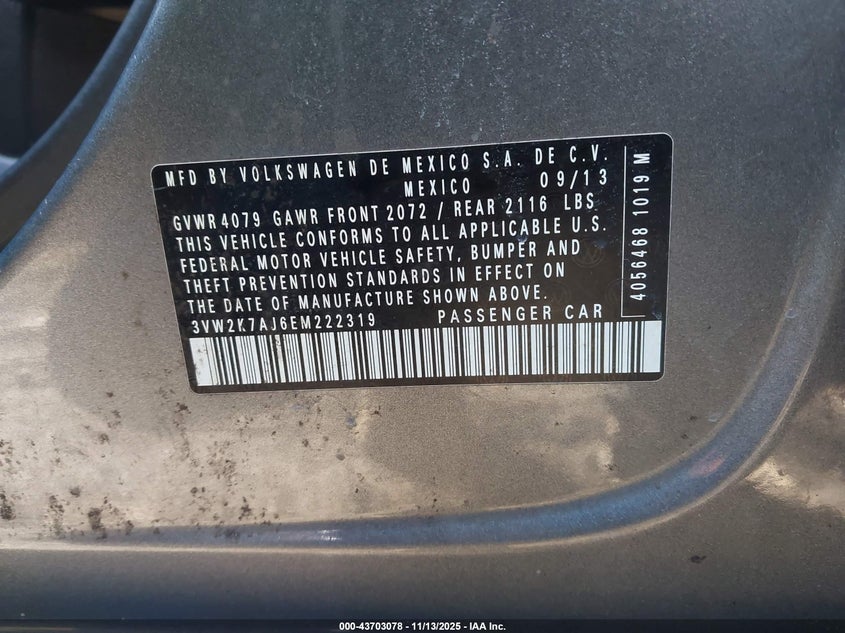 MFD BY VOLKSWAGEN DE MEXICO S.A. DE C.V.
MEXICO 09/13
GVWR 4079 GAWR FRONT 2072 / REAR 2116 LBS
THIS VEHICLE CONFORMS TO ALL APPLICABLE U.S.
FEDERAL MOTOR VEHICLE SAFETY, BUMPER AND
THEFT PREVENTION STANDARDS IN EFFECT ON
THE DATE OF MANUFACTURE SHOWN ABOVE.
3VW2K7AJ6EM222319 PASSENGER CAR
4056468 1019 M
000-43703078 - 11/13/2025 - IAA Inc.